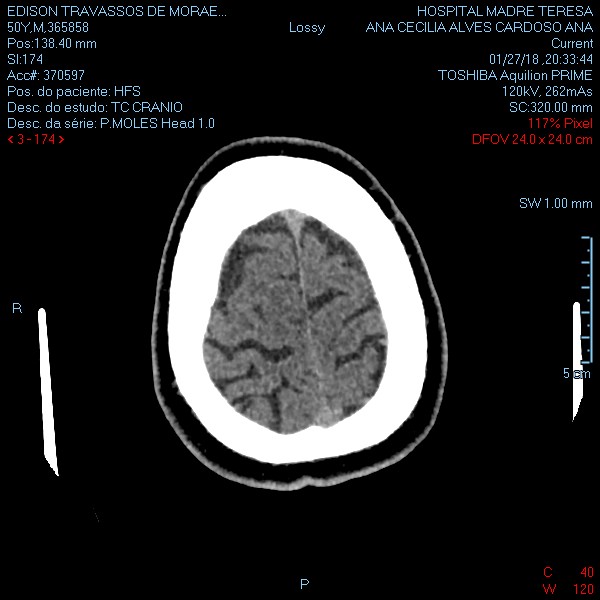 EDISON TRAVASSOS DE MORAE...
50Y,M,365858
Pos:138.40 mm
SI:174
Acc#: 370597
Pos. do paciente: HFS
Desc. do estudo: TC CRANIO
Desc. da série: P.MOLES Head 1.0
< 3 - 174 >
Lossy
HOSPITAL MADRE TERESA
ANA CECILIA ALVES CARDOSO ANA
Current
01/27/18 ,20:33:44
TOSHIBA Aquilion PRIME
120kV, 262mAs
SC:320.00 mm
117% Pixel
DFOV 24.0 x 24.0 cm
SW 1.00 mm
R
5 cm
P
C 40
W 120